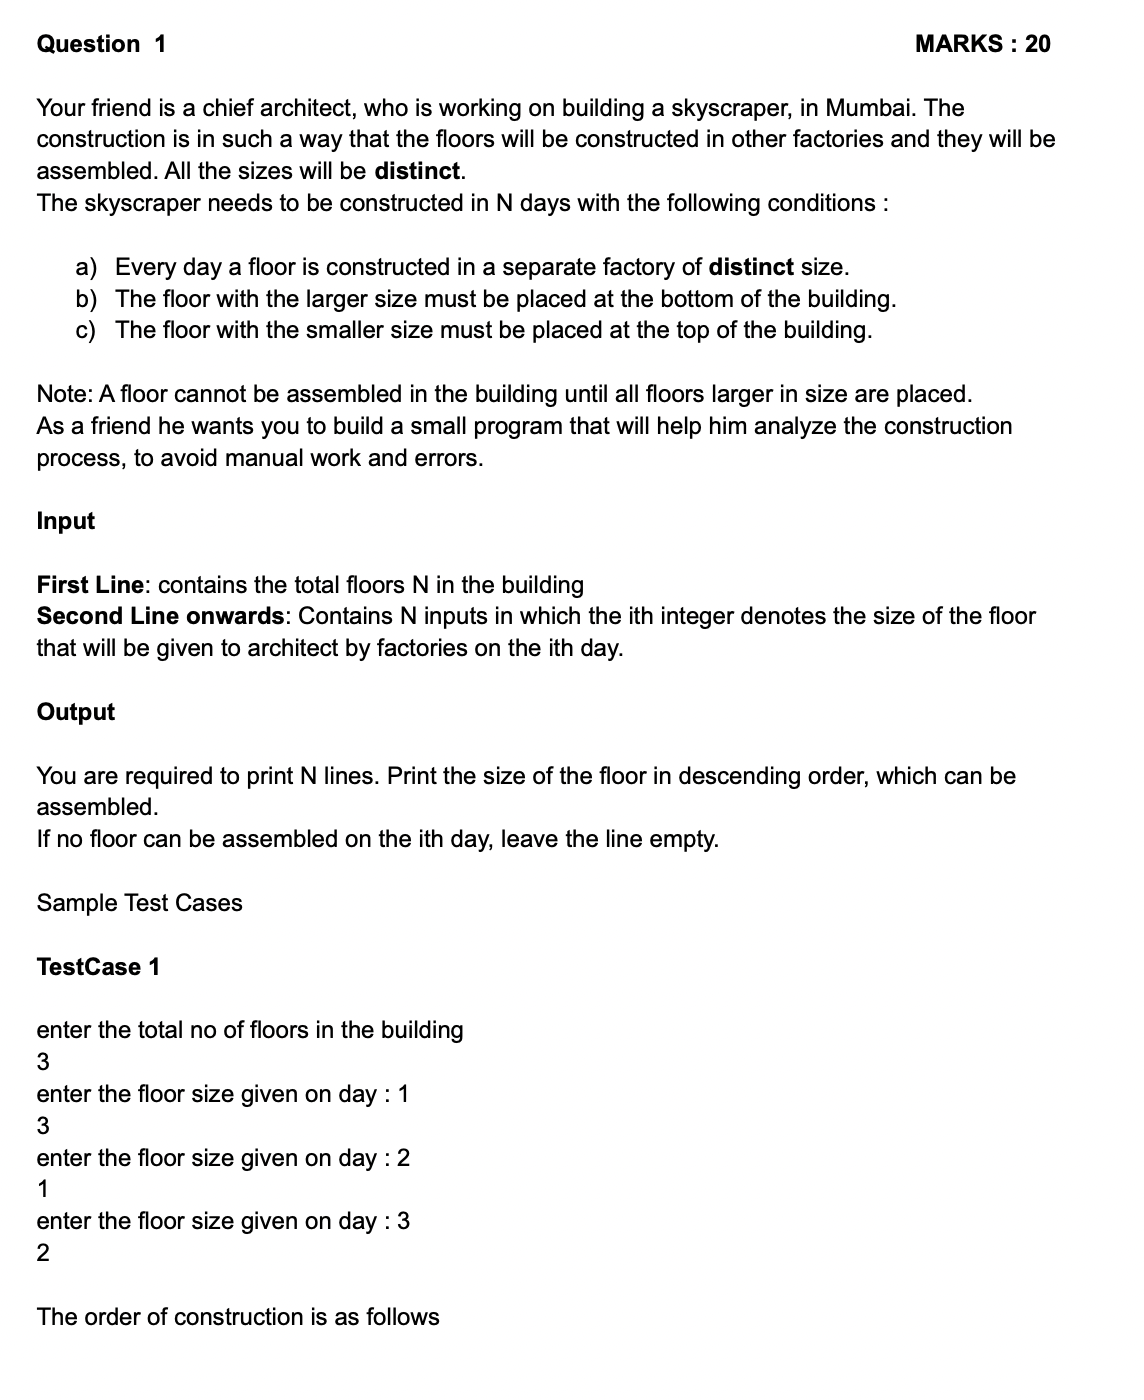 Question 1 MARKS : 20
Your friend is a chief architect, who is working on building a skyscraper, in Mumbai. The
construction is in such a way that the floors will be constructed in other factories and they will be
assembled. All the sizes will be distinct.
The skyscraper needs to be constructed in N days with the following conditions :
a) Every day a floor is constructed in a separate factory of distinct size.
b) The floor with the larger size must be placed at the bottom of the building.
c) The floor with the smaller size must be placed at the top of the building.
Note: A floor cannot be assembled in the building until all floors larger in size are placed.
As a friend he wants you to build a small program that will help him analyze the construction
process, to avoid manual work and errors.
Input
First Line: contains the total floors N in the building
Second Line onwards: Contains N inputs in which the ith integer denotes the size of the floor
that will be given to architect by factories on the ith day.
Output
You are required to print N lines. Print the size of the floor in descending order, which can be
assembled.
If no floor can be assembled on the ith day, leave the line empty.
Sample Test Cases
TestCase 1
enter the total no of floors in the building
3
enter the floor size given on day : 1
3
enter the floor size given on day : 2
1
enter the floor size given on day : 3
2
The order of construction is as follows